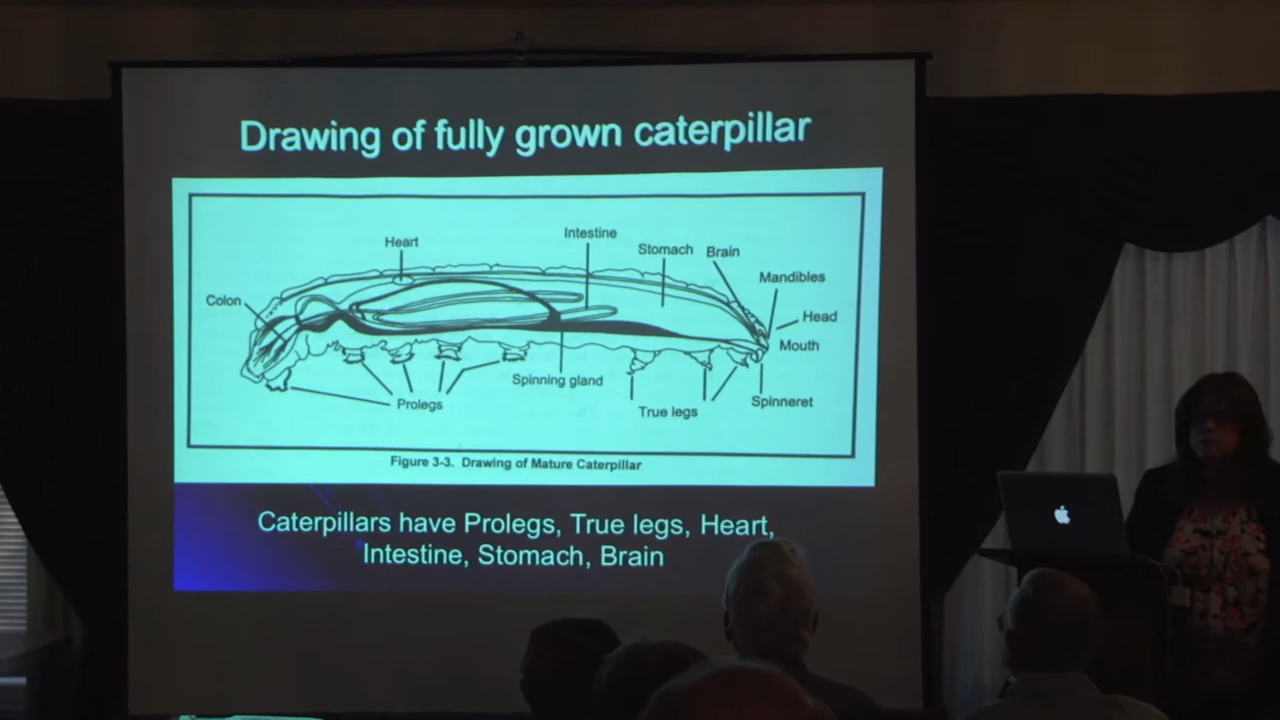 Drawing of fully grown caterpillar
Heart
Intestine
Stomach
Brain
Mandibles
Colon
Head
Mouth
Spinning gland
Prolegs
True legs
Spinneret
Figure 3-3. Drawing of Mature Caterpillar
Caterpillars have Prolegs, True legs, Heart,
Intestine, Stomach, Brain